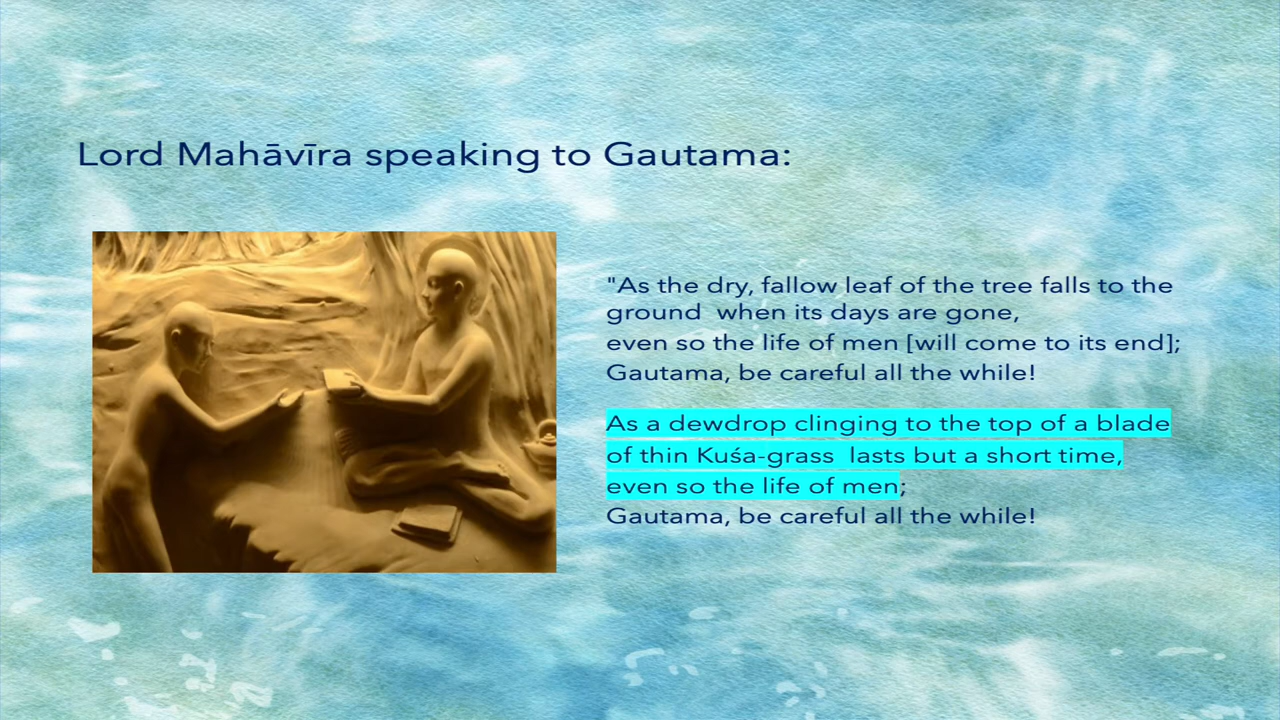 Lord Mahāvīra speaking to Gautama:
"As the dry, fallow leaf of the tree falls to the
ground  when its days are gone,
even so the life of men [will come to its end];
Gautama, be careful all the while!
As a dewdrop clinging to the top of a blade
of thin Kuśa-grass  lasts but a short time,
even so the life of men;
Gautama, be careful all the while!